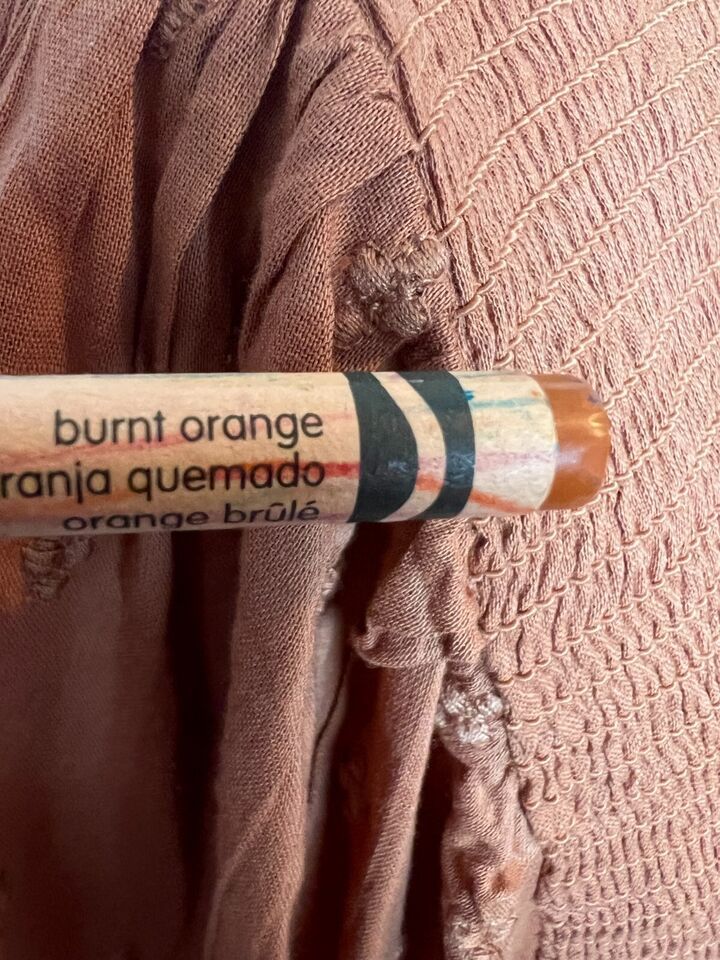 burnt orange
ranja quemado
orange brûlé